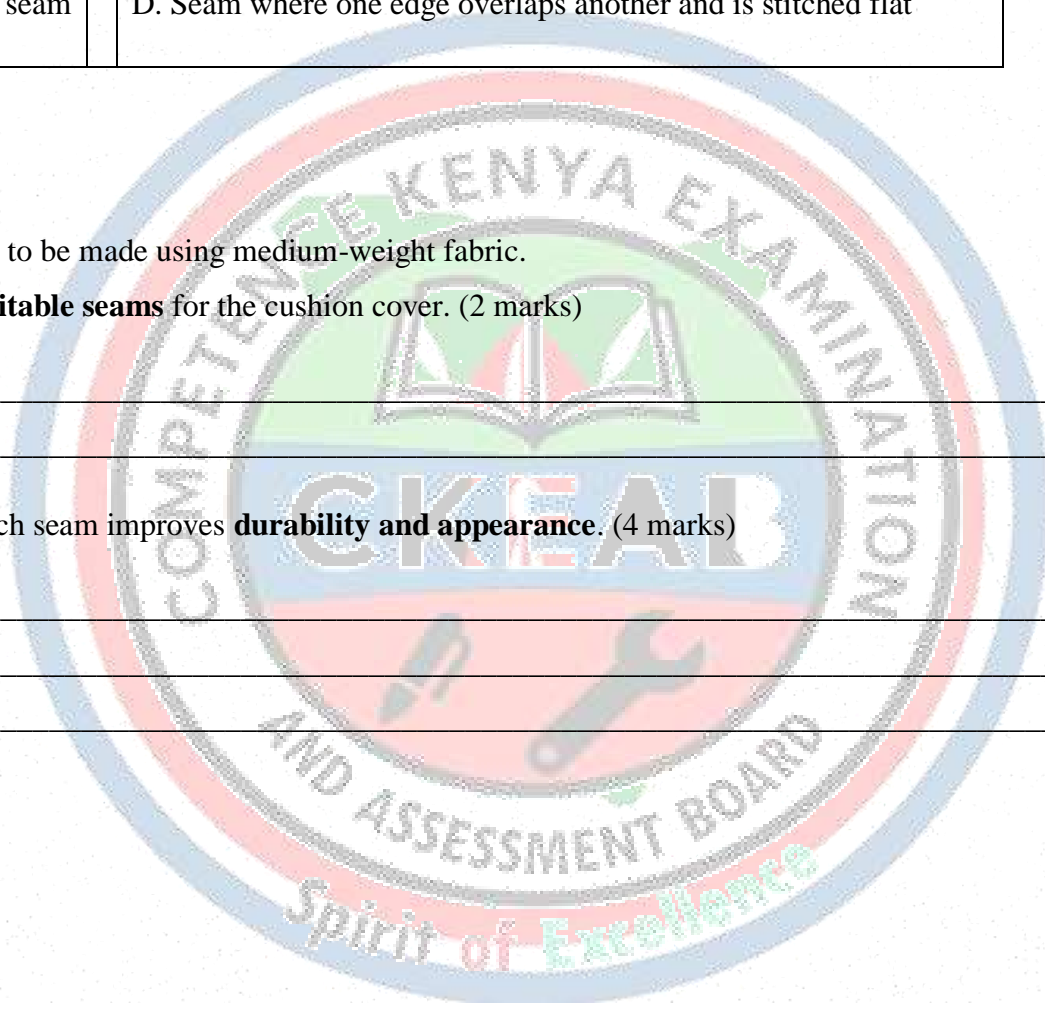 seam D. Seam where one edge overlaps another and is stitched flat
to be made using medium-weight fabric.
itable seams for the cushion cover. (2 marks)
ch seam improves durability and appearance. (4 marks)
COMPETENCE KENYA EXAMINATION
CKEAB
AND ASSESSMENT BOARD
Spirit of Excellence